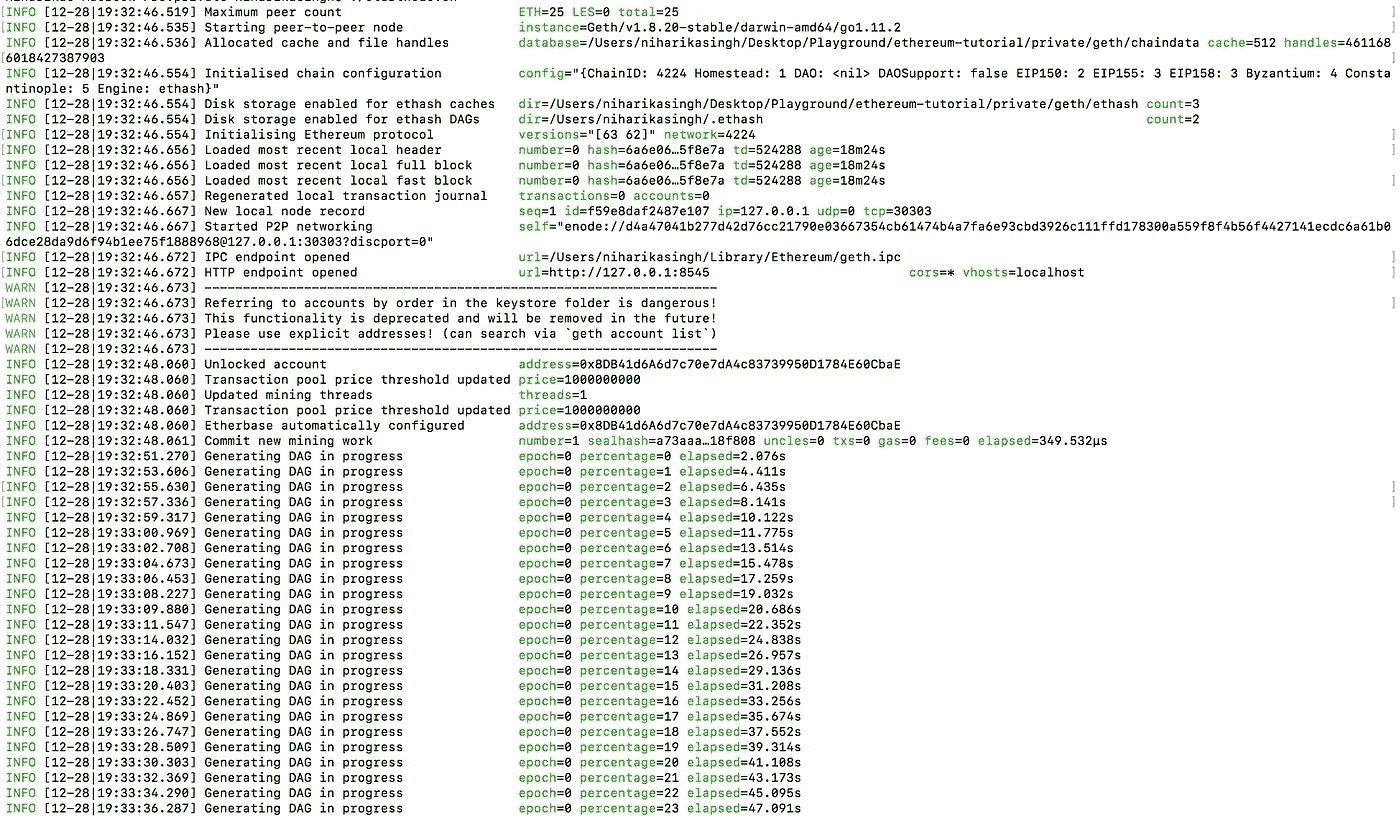 INFO [12-28|19:32:46.519] Maximum peer count ETH=25 LES=0 total=25
INFO [12-28|19:32:46.535] Starting peer-to-peer node instance=Geth/v1.8.20-stable/darwin-amd64/go1.11.2
INFO [12-28|19:32:46.536] Allocated cache and file handles database=/Users/niharikasingh/Desktop/Playground/ethereum-tutorial/private/geth/chaindata cache=512 handles=461168
6018427387903
INFO [12-28|19:32:46.554] Initialised chain configuration config="{ChainID: 4224 Homestead: 1 DAO: <nil> DAOSupport: false EIP150: 2 EIP155: 3 EIP158: 3 Byzantium: 4 Consta
ntinople: 5 Engine: ethash}"
INFO [12-28|19:32:46.554] Disk storage enabled for ethash caches dir=/Users/niharikasingh/Desktop/Playground/ethereum-tutorial/private/geth/ethash count=3
INFO [12-28|19:32:46.554] Disk storage enabled for ethash DAGs dir=/Users/niharikasingh/.ethash count=2
INFO [12-28|19:32:46.554] Initialising Ethereum protocol versions="[63 62]" network=4224
INFO [12-28|19:32:46.656] Loaded most recent local header number=0 hash=6a6e06…5f8e7a td=524288 age=18m24s
INFO [12-28|19:32:46.656] Loaded most recent local full block number=0 hash=6a6e06…5f8e7a td=524288 age=18m24s
INFO [12-28|19:32:46.656] Loaded most recent local fast block number=0 hash=6a6e06…5f8e7a td=524288 age=18m24s
INFO [12-28|19:32:46.657] Regenerated local transaction journal transactions=0 accounts=0
INFO [12-28|19:32:46.667] New local node record seq=1 id=f59e8daf2487e107 ip=127.0.0.1 udp=0 tcp=30303
INFO [12-28|19:32:46.667] Started P2P networking self="enode://d4a47041b277d42d76cc21790e03667354cb61474b4a7fa6e93cbd3926c111ffd178300a559f8f4b56f4427141ecdc6a61b0
6dce28da9d6f94b1ee75f1888968@127.0.0.1:30303?discport=0"
INFO [12-28|19:32:46.672] IPC endpoint opened url=/Users/niharikasingh/Library/Ethereum/geth.ipc
INFO [12-28|19:32:46.672] HTTP endpoint opened url=http://127.0.0.1:8545 cors=* vhosts=localhost
WARN [12-28|19:32:46.673] -------------------------------------------------------------------
WARN [12-28|19:32:46.673] Referring to accounts by order in the keystore folder is dangerous!
WARN [12-28|19:32:46.673] This functionality is deprecated and will be removed in the future!
WARN [12-28|19:32:46.673] Please use explicit addresses! (can search via `geth account list`)
WARN [12-28|19:32:46.673] -------------------------------------------------------------------
INFO [12-28|19:32:48.060] Unlocked account address=0x8DB41d6A6d7c70e7dA4c83739950D1784E60CbaE
INFO [12-28|19:32:48.060] Transaction pool price threshold updated price=1000000000
INFO [12-28|19:32:48.060] Updated mining threads threads=1
INFO [12-28|19:32:48.060] Transaction pool price threshold updated price=1000000000
INFO [12-28|19:32:48.060] Etherbase automatically configured address=0x8DB41d6A6d7c70e7dA4c83739950D1784E60CbaE
INFO [12-28|19:32:48.061] Commit new mining work number=1 sealhash=a73aaa…18f808 uncles=0 txs=0 gas=0 fees=0 elapsed=349.532µs
INFO [12-28|19:32:51.270] Generating DAG in progress epoch=0 percentage=0 elapsed=2.076s
INFO [12-28|19:32:53.606] Generating DAG in progress epoch=0 percentage=1 elapsed=4.411s
INFO [12-28|19:32:55.630] Generating DAG in progress epoch=0 percentage=2 elapsed=6.435s
INFO [12-28|19:32:57.336] Generating DAG in progress epoch=0 percentage=3 elapsed=8.141s
INFO [12-28|19:32:59.317] Generating DAG in progress epoch=0 percentage=4 elapsed=10.122s
INFO [12-28|19:33:00.969] Generating DAG in progress epoch=0 percentage=5 elapsed=11.775s
INFO [12-28|19:33:02.708] Generating DAG in progress epoch=0 percentage=6 elapsed=13.514s
INFO [12-28|19:33:04.673] Generating DAG in progress epoch=0 percentage=7 elapsed=15.478s
INFO [12-28|19:33:06.453] Generating DAG in progress epoch=0 percentage=8 elapsed=17.259s
INFO [12-28|19:33:08.227] Generating DAG in progress epoch=0 percentage=9 elapsed=19.032s
INFO [12-28|19:33:09.880] Generating DAG in progress epoch=0 percentage=10 elapsed=20.686s
INFO [12-28|19:33:11.547] Generating DAG in progress epoch=0 percentage=11 elapsed=22.352s
INFO [12-28|19:33:14.032] Generating DAG in progress epoch=0 percentage=12 elapsed=24.838s
INFO [12-28|19:33:16.152] Generating DAG in progress epoch=0 percentage=13 elapsed=26.957s
INFO [12-28|19:33:18.331] Generating DAG in progress epoch=0 percentage=14 elapsed=29.136s
INFO [12-28|19:33:20.403] Generating DAG in progress epoch=0 percentage=15 elapsed=31.208s
INFO [12-28|19:33:22.452] Generating DAG in progress epoch=0 percentage=16 elapsed=33.256s
INFO [12-28|19:33:24.869] Generating DAG in progress epoch=0 percentage=17 elapsed=35.674s
INFO [12-28|19:33:26.747] Generating DAG in progress epoch=0 percentage=18 elapsed=37.552s
INFO [12-28|19:33:28.509] Generating DAG in progress epoch=0 percentage=19 elapsed=39.314s
INFO [12-28|19:33:30.303] Generating DAG in progress epoch=0 percentage=20 elapsed=41.108s
INFO [12-28|19:33:32.369] Generating DAG in progress epoch=0 percentage=21 elapsed=43.173s
INFO [12-28|19:33:34.290] Generating DAG in progress epoch=0 percentage=22 elapsed=45.095s
INFO [12-28|19:33:36.287] Generating DAG in progress epoch=0 percentage=23 elapsed=47.091s